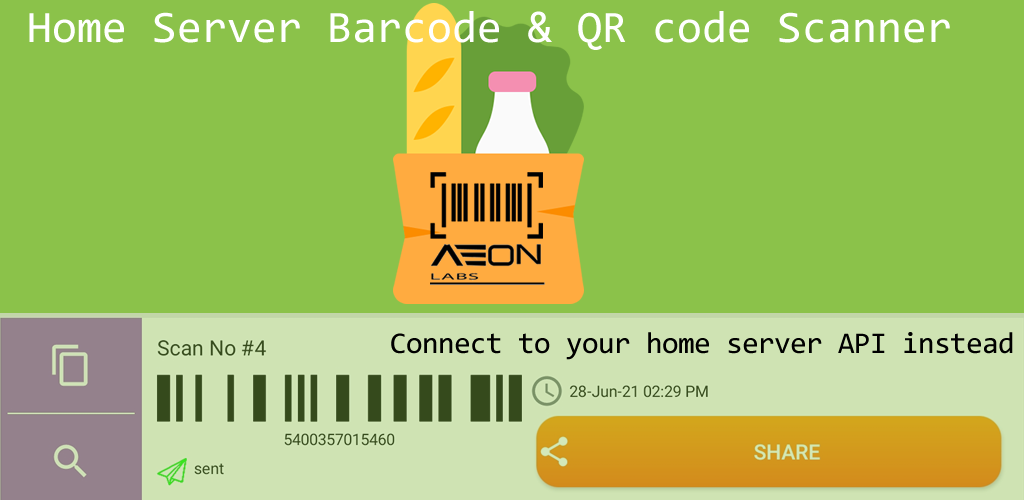 Home Server Barcode & QR code Scanner
AEON
LABS
Scan No #4
Connect to your home server API instead
28-Jun-21 02:29 PM
5400357015460
SHARE
sent